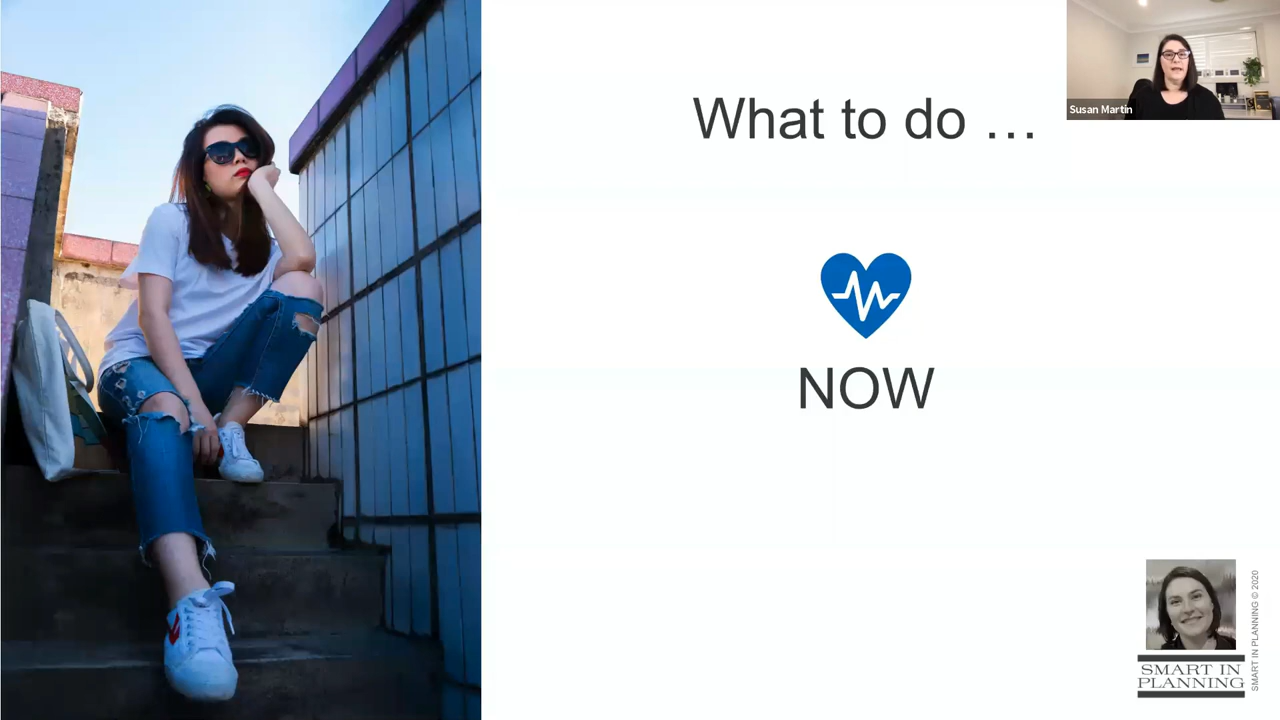 What to do …
Susan Martin
NOW
SMART IN PLANNING © 2020
SMART IN
PLANNING